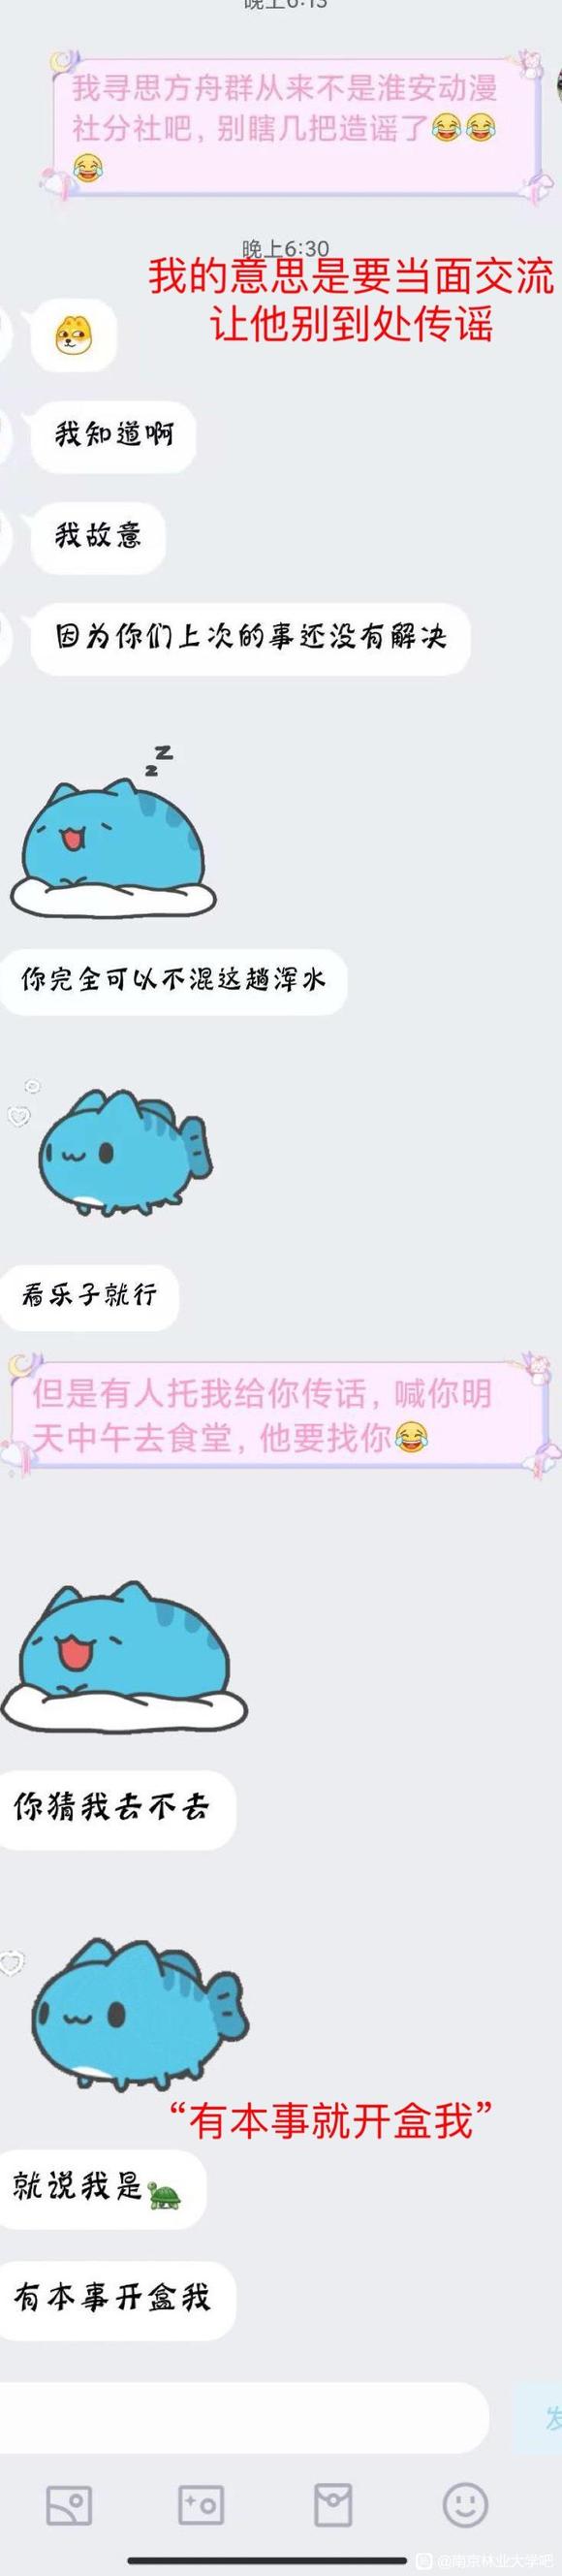 晚上6:13
我寻思方舟群从来不是淮安动漫
社分社吧，别瞎几把造谣了😂😂
😂
晚上6:30
我的意思是要当面交流
让他别到处传谣
我知道啊
我故意
因为你们上次的事还没有解决
z
z
你完全可以不混这趟浑水
看乐子就行
但是有人托我给你传话，喊你明
天中午去食堂，他要找你😂
你猜我去不去
“有本事就开盒我”
就说我是🐢
有本事开盒我
发
@南京林业大学吧